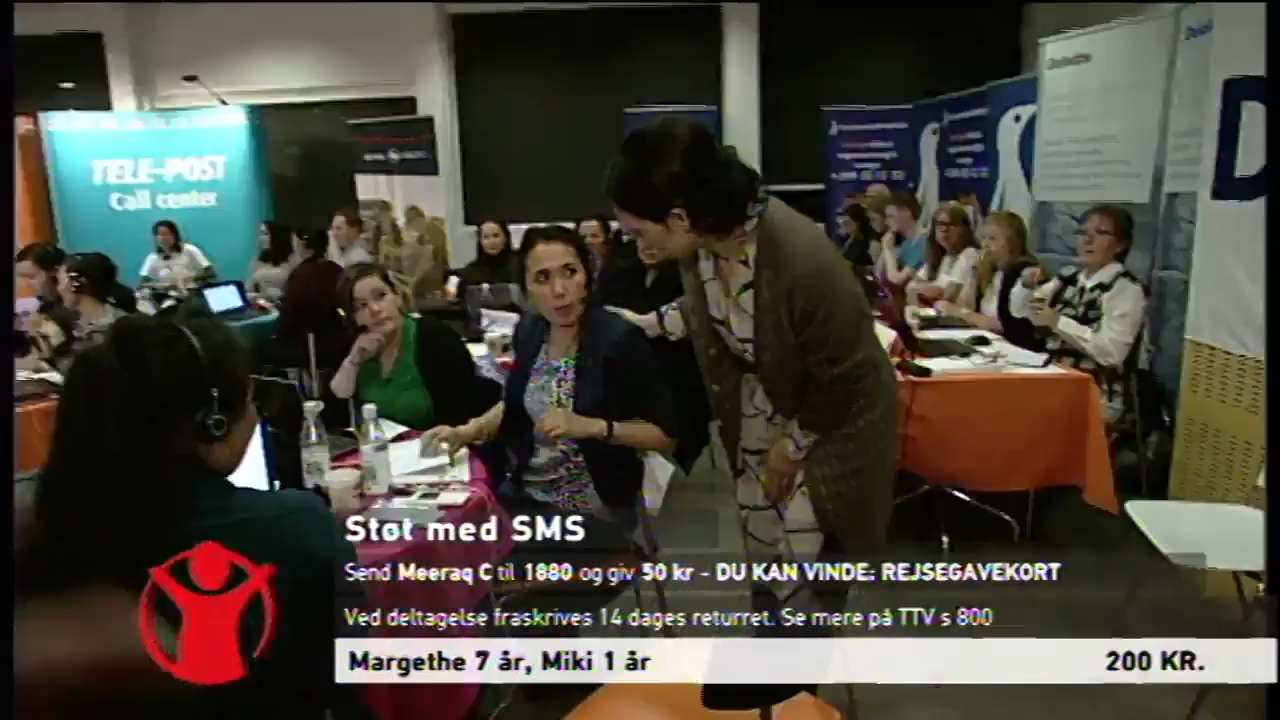 TELE-POST
Call center
Støt med SMS
Send Meeraq C til 1880 og giv 50 kr - DU KAN VINDE: REJSEGAVEKORT
Ved deltagelse fraskrives 14 dages returret. Se mere på TTV s 800
Margethe 7 år, Miki 1 år
200 KR.